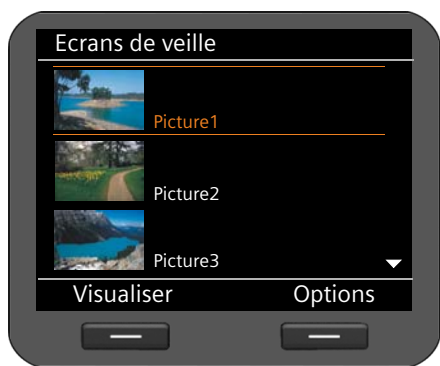 Ecrans de veille
Picture1
Picture2
Picture3
Visualiser Options